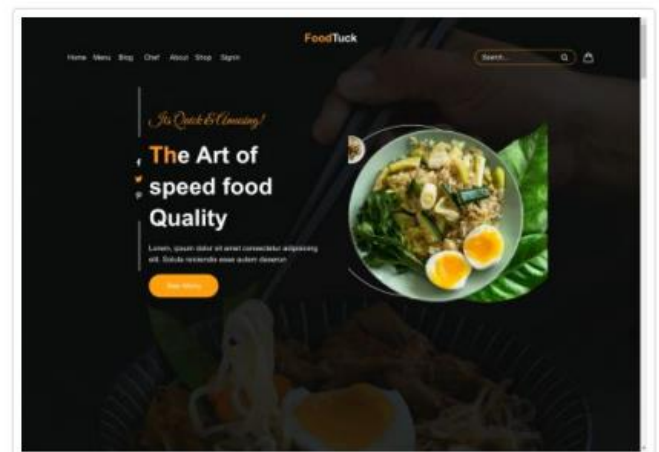 FoodTuck
Home Menu Blog Chef About Shop Signin
Search...
Its Quick & Amusing!
The Art of
speed food
Quality
Lorem, ipsum dolor sit amet consectetur adipisicing
elit. Soluta reiciendis esse autem deserun
See Menu